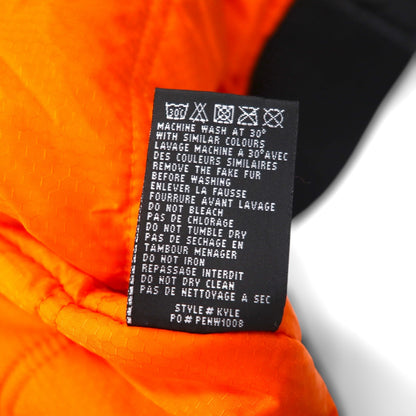 30°
MACHINE WASH AT 30°
WITH SIMILAR COLOURS
LAVAGE MACHINE A 30°AVEC
DES COULEURS SIMILAIRES
REMOVE THE FAKE FUR
BEFORE WASHING
ENLEVER LA FAUSSE
FOURRURE AVANT LAVAGE
DO NOT BLEACH
PAS DE CHLORAGE
DO NOT TUMBLE DRY
PAS DE SECHAGE EN
TAMBOUR MENAGER
DO NOT IRON
REPASSAGE INTERDIT
DO NOT DRY CLEAN
PAS DE NETTOYAGE A SEC
STYLE# KYLE
PO# PENW1008